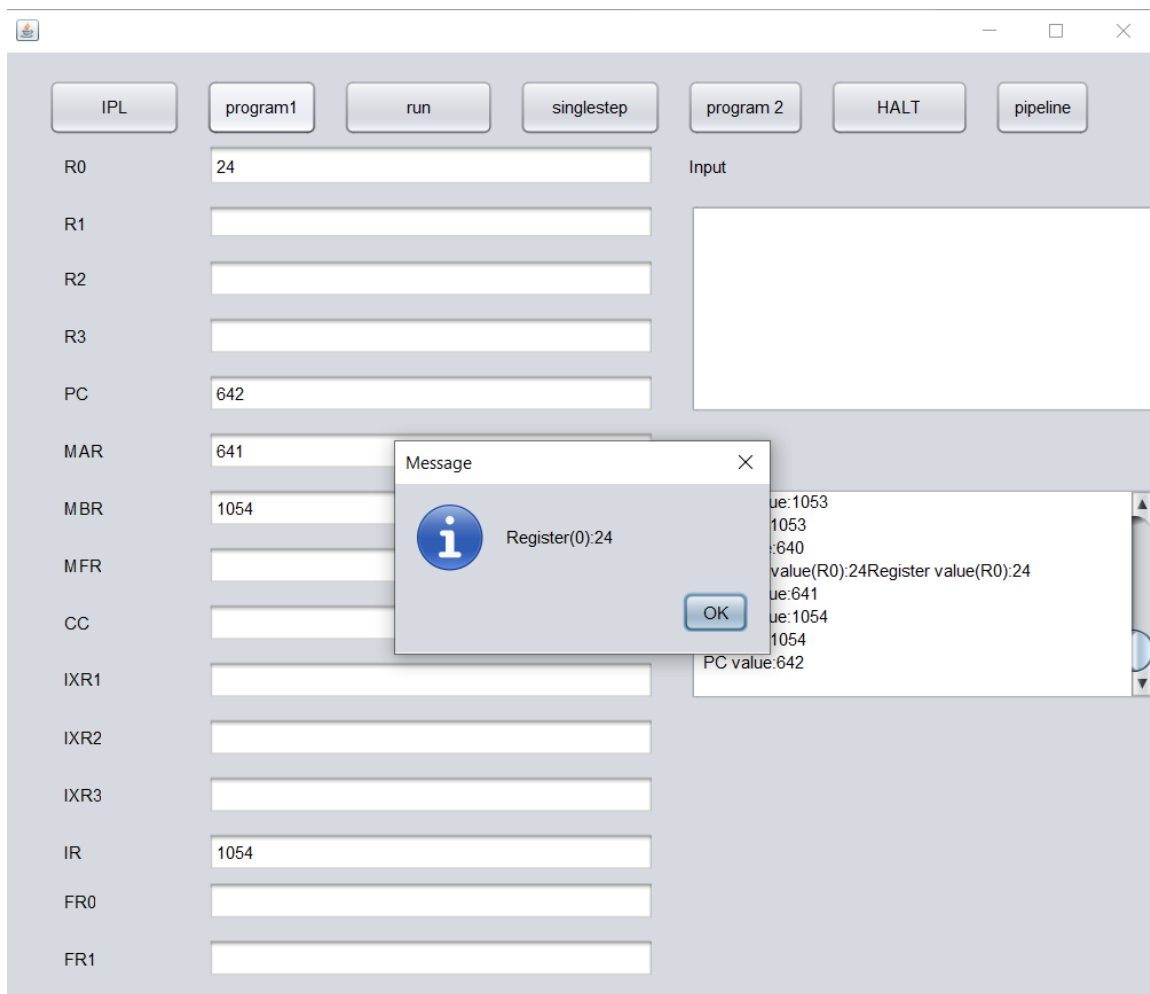 IPL program1 run singlestep program 2 HALT pipeline
R0 24 Input
R1
R2
R3
PC 642
MAR 641
MBR 1054
MFR
CC
IXR1
IXR2
IXR3
IR 1054
FR0
FR1
Message
Register(0):24
OK
ue:1053
1053
:640
value(R0):24Register value(R0):24
ue:641
ue:1054
1054
PC value:642